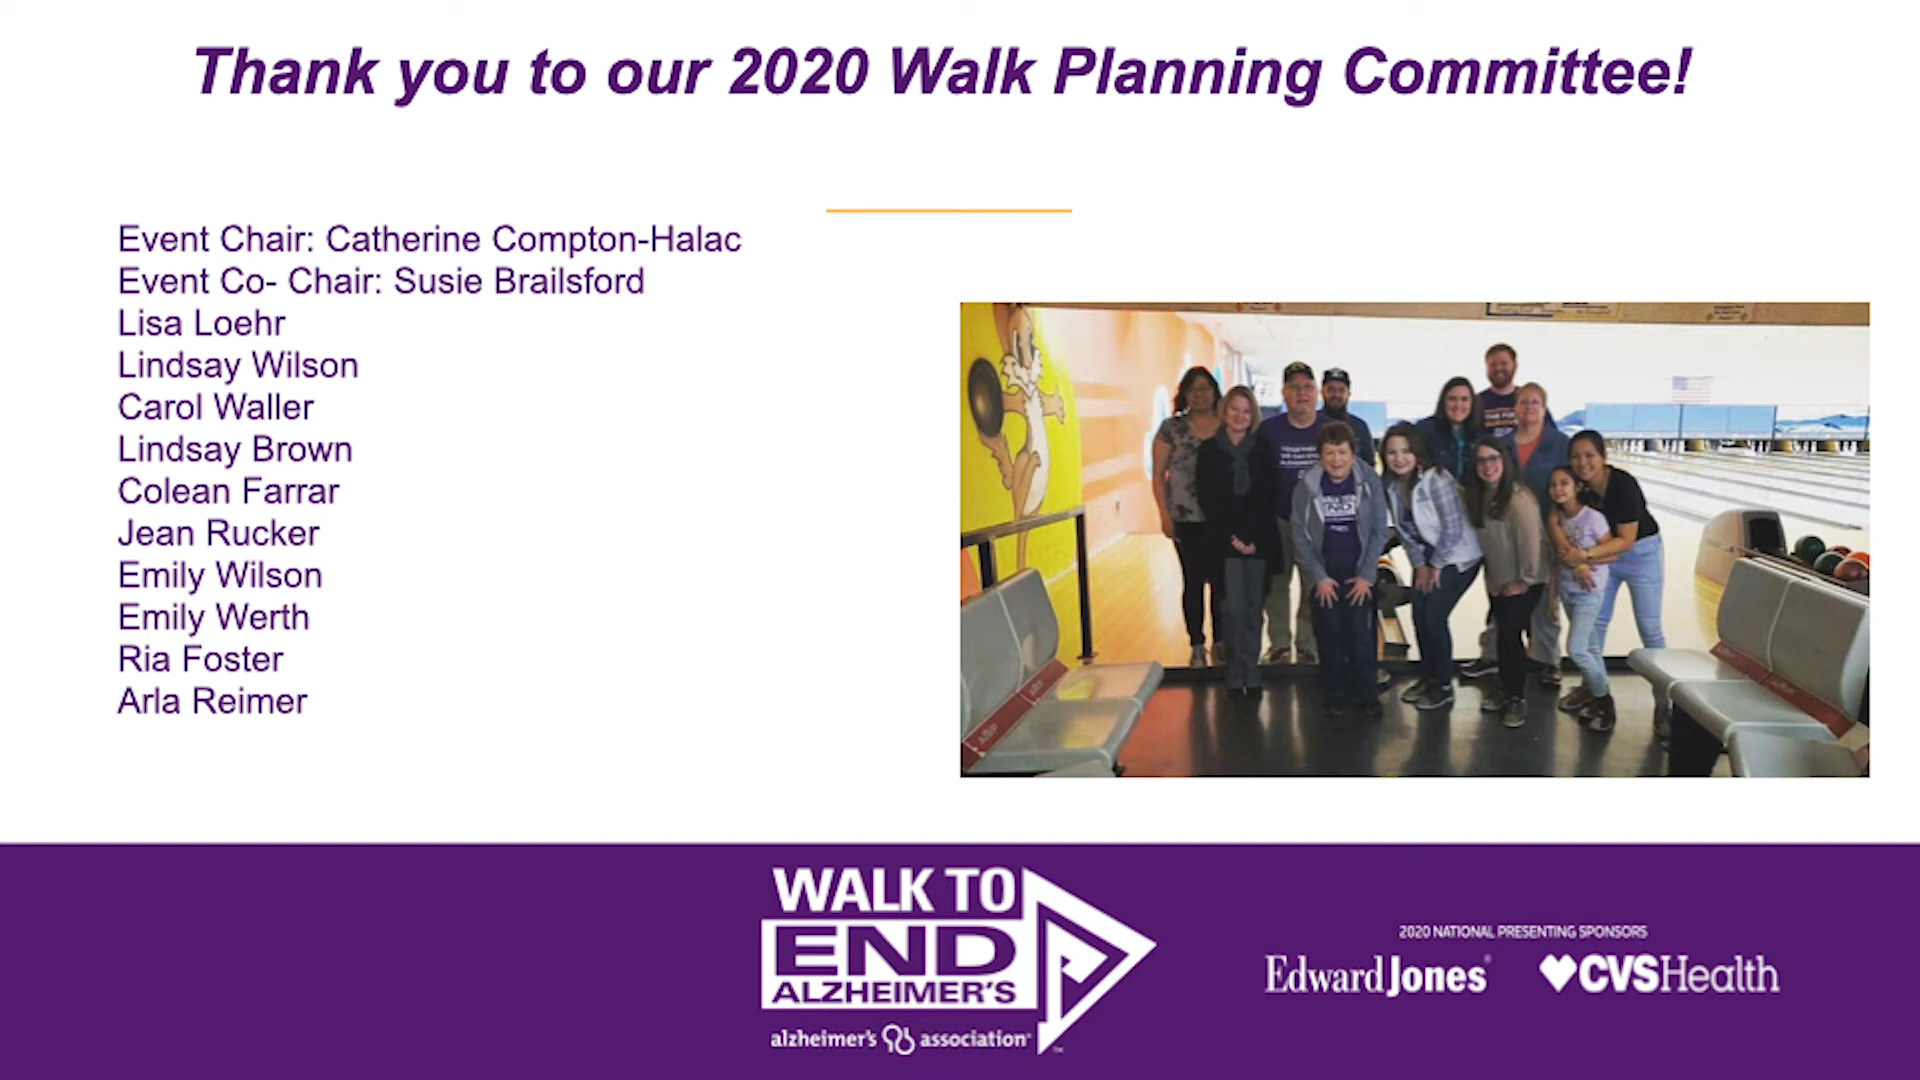 Thank you to our 2020 Walk Planning Committee!
Event Chair: Catherine Compton-Halac
Event Co- Chair: Susie Brailsford
Lisa Loehr
Lindsay Wilson
Carol Waller
Lindsay Brown
Colean Farrar
Jean Rucker
Emily Wilson
Emily Werth
Ria Foster
Arla Reimer
WALK TO
END
ALZHEIMER'S
alzheimer's association®
2020 NATIONAL PRESENTING SPONSORS
Edward Jones® CVSHealth